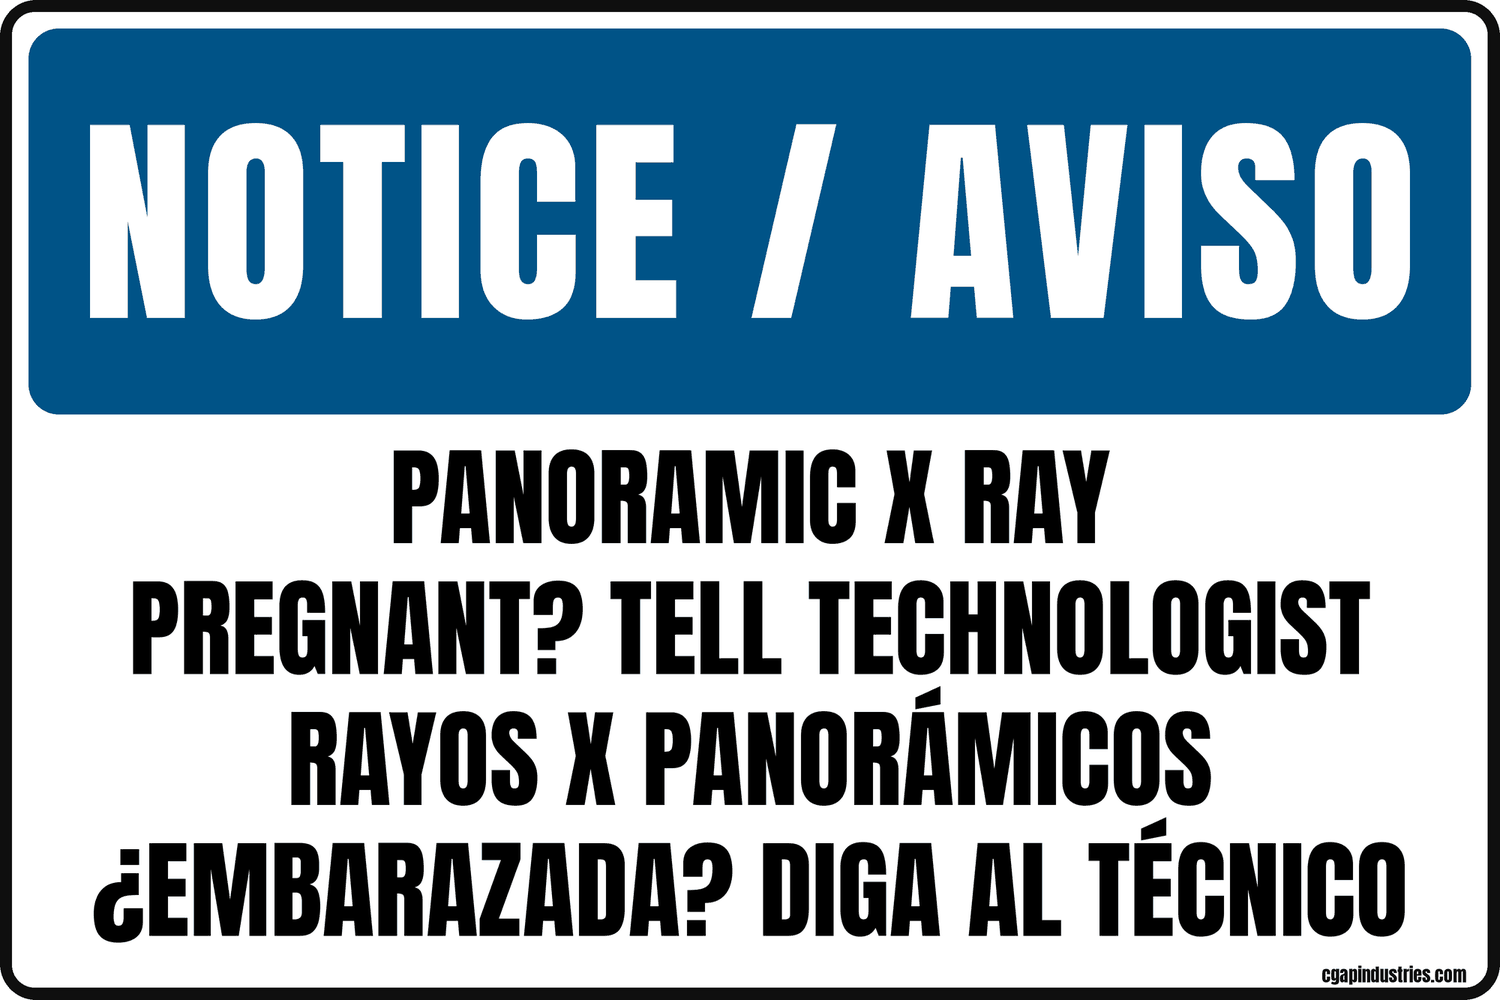 NOTICE / AVISO
PANORAMIC X RAY
PREGNANT? TELL TECHNOLOGIST
RAYOS X PANORÁMICOS
¿EMBARAZADA? DIGA AL TÉCNICO
cgapindustries.com